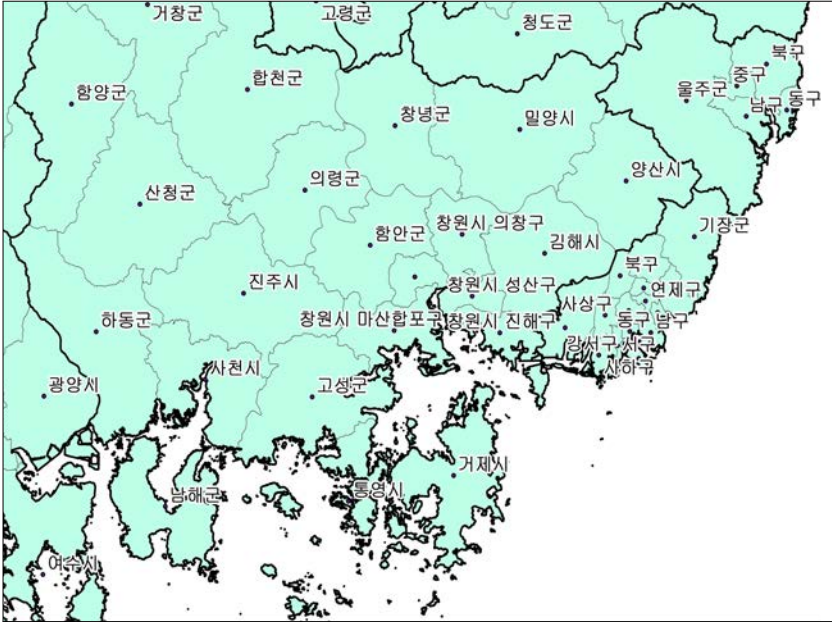 거창군
고령군
청도군
북구
중구
함양군
합천군
울주군
남구
동구
창녕군
밀양시
산청군
의령군
양산시
함안군
창원시 의창구
김해시
기장군
북구
진주시
창원시 성산구
연제구
사상구
하동군
창원시 마산합포구
창원시 진해구
동구
남구
강서구
서구
사천시
사하구
광양시
고성군
거제시
남해군
통영시
여수시